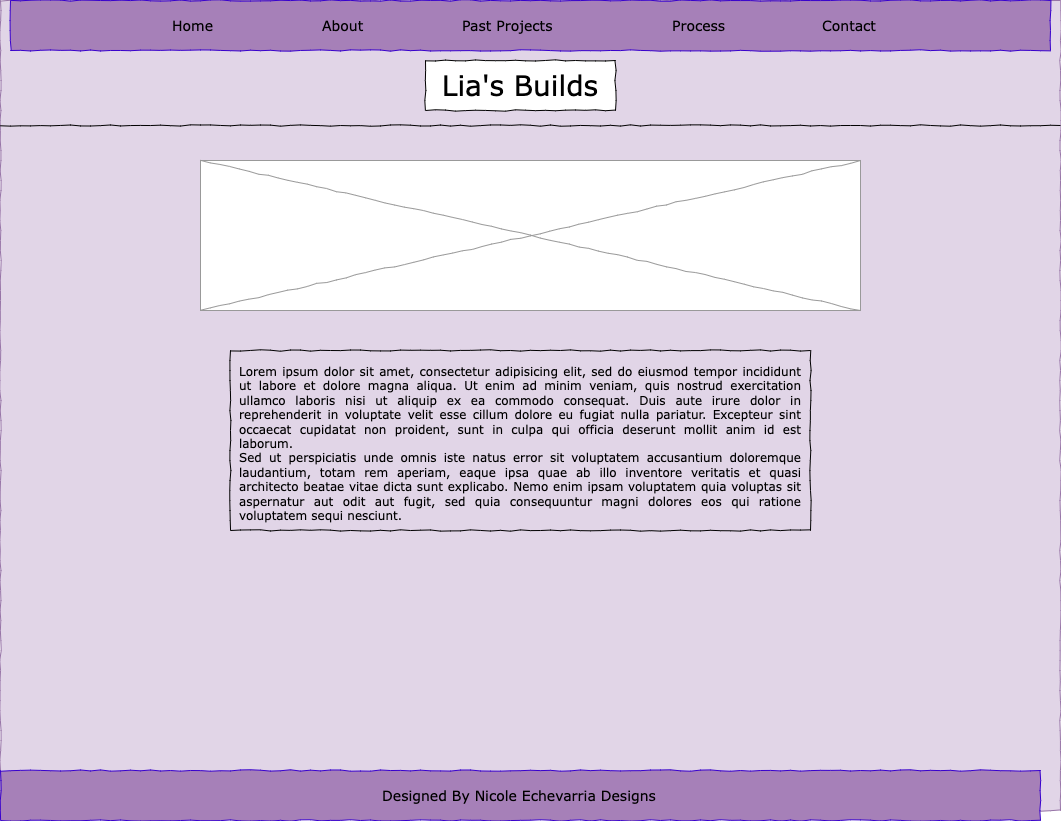 Home About Past Projects Process Contact
Lia's Builds
Lorem ipsum dolor sit amet, consectetur adipisicing elit, sed do eiusmod tempor incididunt
ut labore et dolore magna aliqua. Ut enim ad minim veniam, quis nostrud exercitation
ullamco laboris nisi ut aliquip ex ea commodo consequat. Duis aute irure dolor in
reprehenderit in voluptate velit esse cillum dolore eu fugiat nulla pariatur. Excepteur sint
occaecat cupidatat non proident, sunt in culpa qui officia deserunt mollit anim id est
laborum.
Sed ut perspiciatis unde omnis iste natus error sit voluptatem accusantium doloremque
laudantium, totam rem aperiam, eaque ipsa quae ab illo inventore veritatis et quasi
architecto beatae vitae dicta sunt explicabo. Nemo enim ipsam voluptatem quia voluptas sit
aspernatur aut odit aut fugit, sed quia consequuntur magni dolores eos qui ratione
voluptatem sequi nesciunt.
Designed By Nicole Echevarria Designs